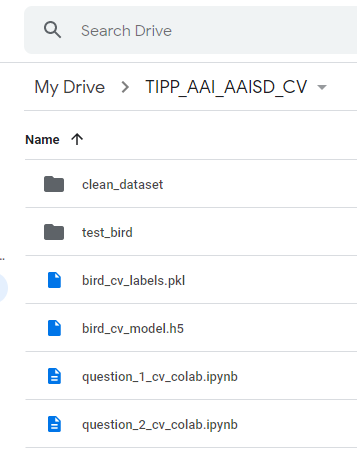 Search Drive
My Drive > TIPP_AAI_AAISD_CV
Name
clean_dataset
test_bird
bird_cv_labels.pkl
bird_cv_model.h5
question_1_cv_colab.ipynb
question_2_cv_colab.ipynb